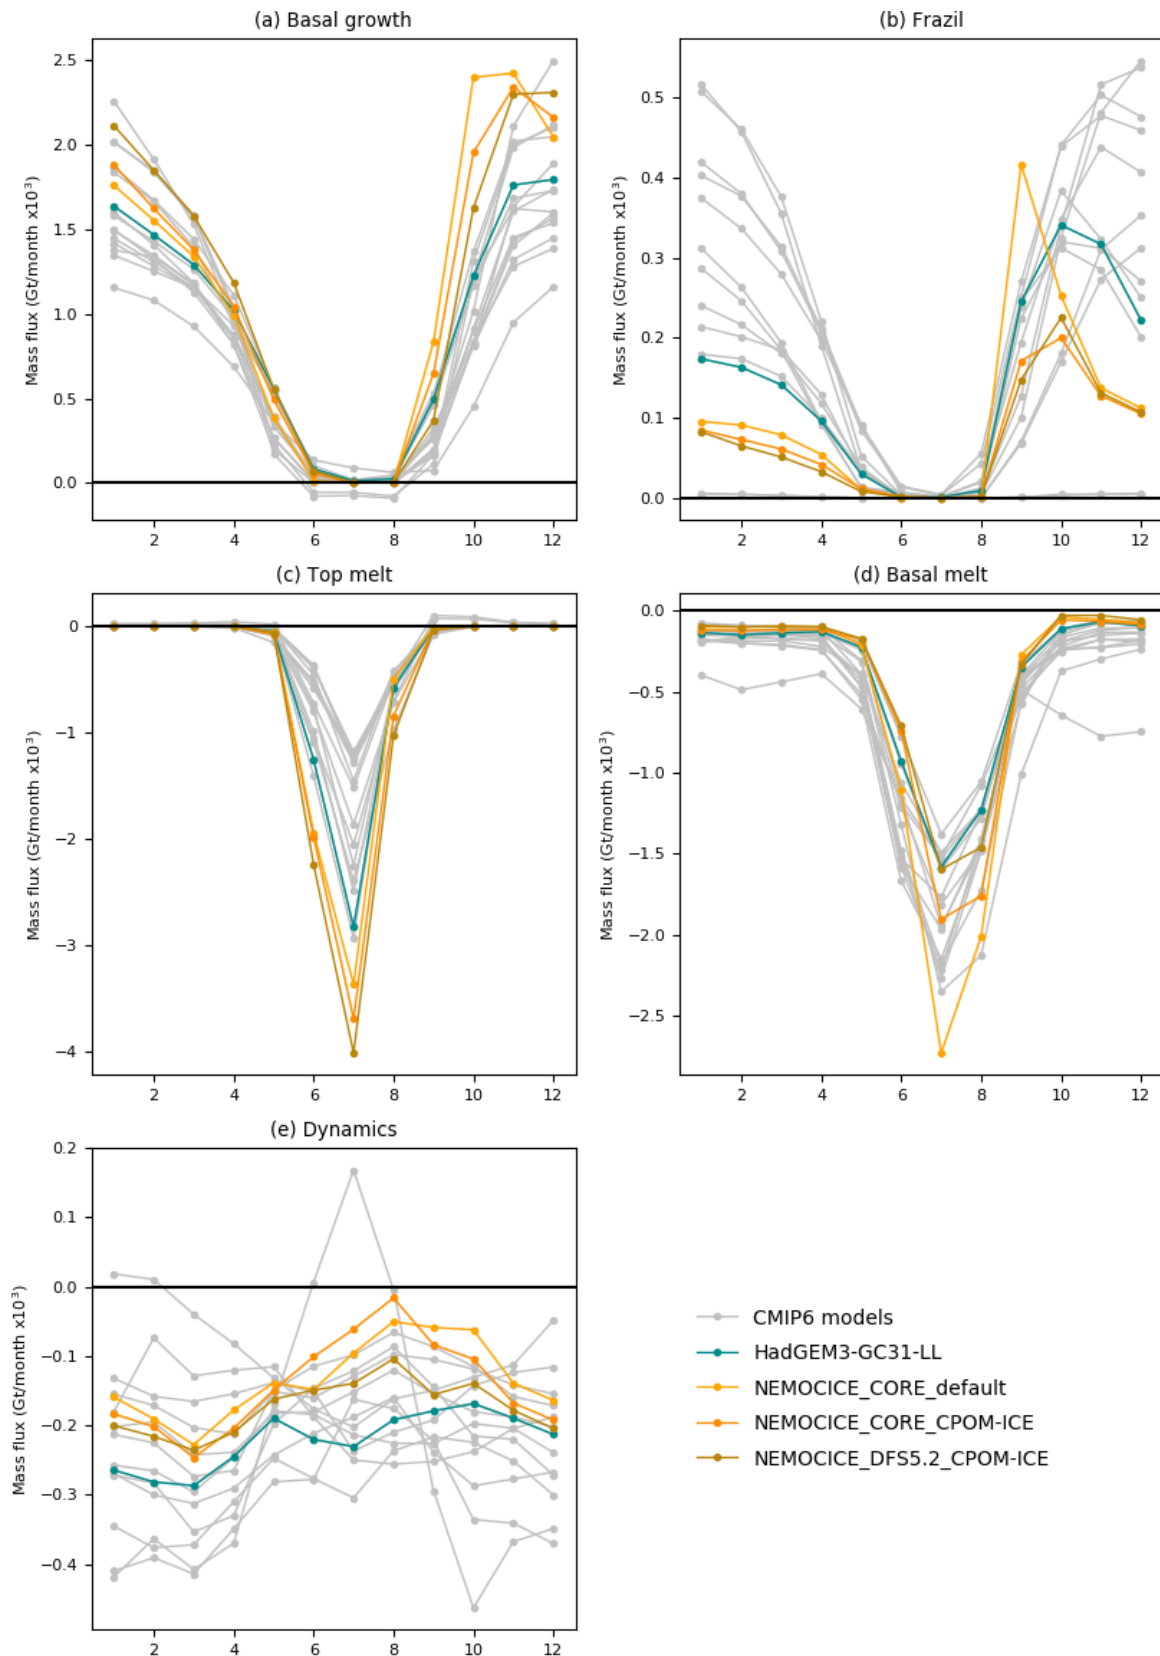 (a) Basal growth
Mass flux (Gt/month x10³)
2.5
2.0
1.5
1.0
0.5
0.0
2 4 6 8 10 12
(b) Frazil
Mass flux (Gt/month x10³)
0.5
0.4
0.3
0.2
0.1
0.0
2 4 6 8 10 12
(c) Top melt
Mass flux (Gt/month x10³)
0
−1
−2
−3
−4
2 4 6 8 10 12
(d) Basal melt
Mass flux (Gt/month x10³)
0.0
−0.5
−1.0
−1.5
−2.0
−2.5
2 4 6 8 10 12
(e) Dynamics
Mass flux (Gt/month x10³)
0.2
0.1
0.0
−0.1
−0.2
−0.3
−0.4
2 4 6 8 10 12
CMIP6 models
HadGEM3-GC31-LL
NEMOCICE_CORE_default
NEMOCICE_CORE_CPOM-ICE
NEMOCICE_DFS5.2_CPOM-ICE